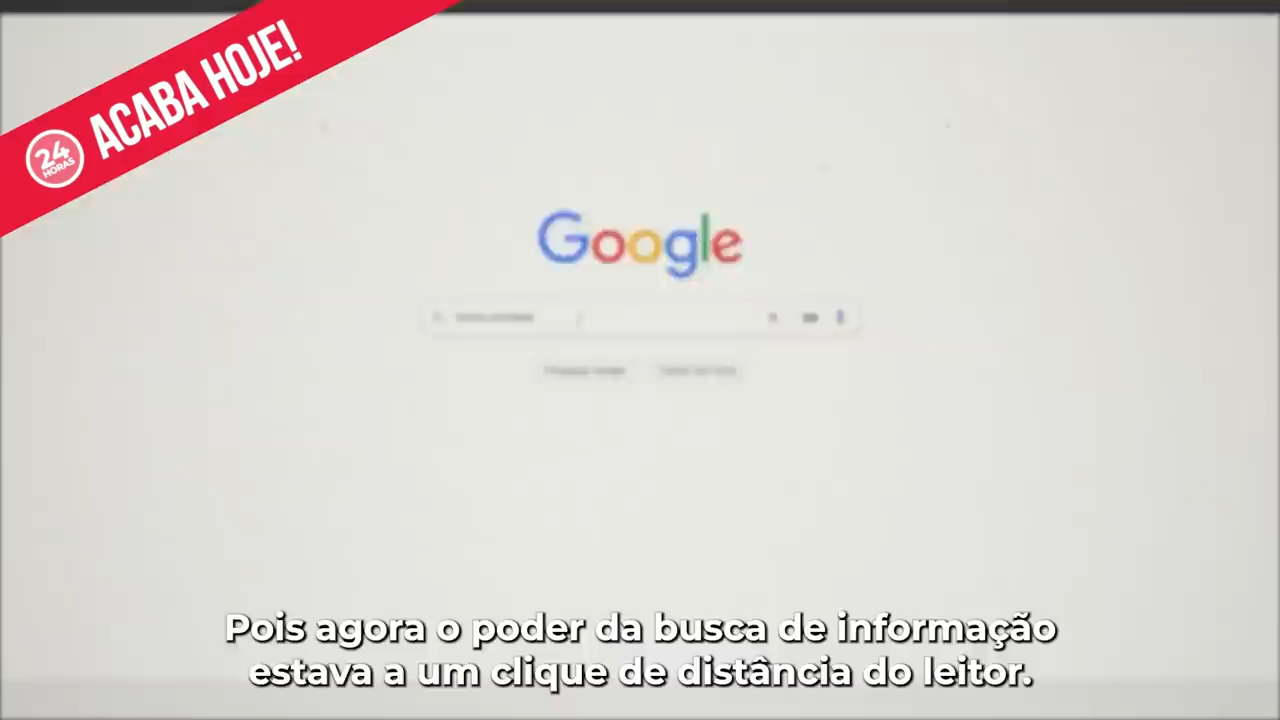 ACABA HOJE!
24
HORAS
Google
Pois agora o poder da busca de informação
estava a um clique de distância do leitor.